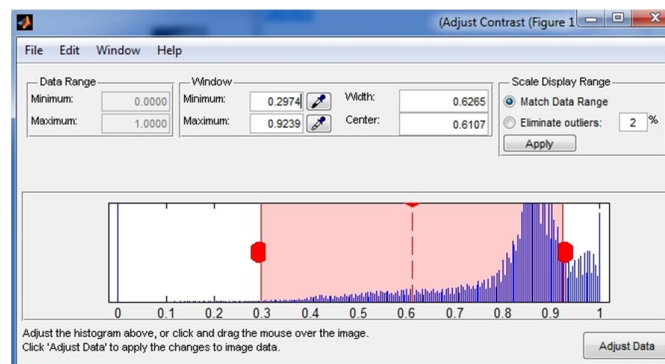 (Adjust Contrast (Figure 1
File Edit Window Help
Data Range
Minimum: 0.0000
Maximum: 1.0000
Window
Minimum: 0.2974
Maximum: 0.9239
Width: 0.6265
Center: 0.6107
Scale Display Range
Match Data Range
Eliminate outliers: 2 %
Apply
0 0.1 0.2 0.3 0.4 0.5 0.6 0.7 0.8 0.9 1
Adjust the histogram above, or click and drag the mouse over the image.
Click 'Adjust Data' to apply the changes to image data.
Adjust Data